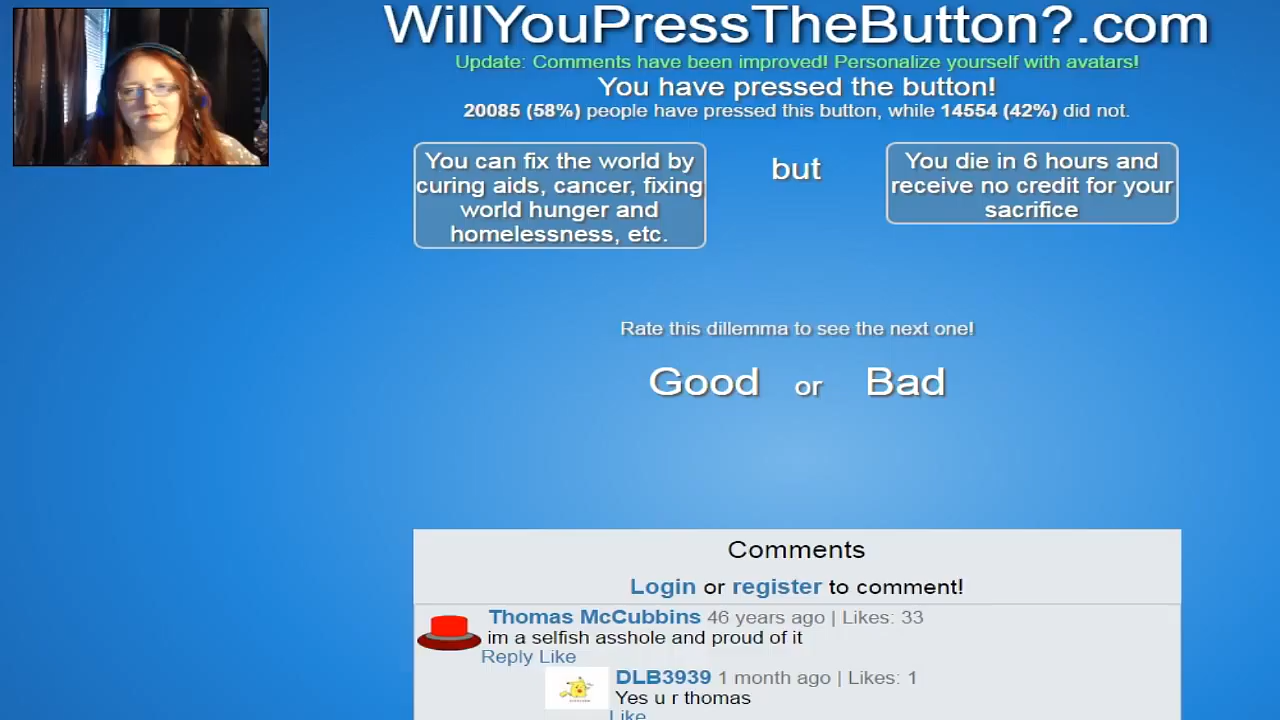 WillYouPressTheButton?.com
Update: Comments have been improved! Personalize yourself with avatars!
You have pressed the button!
20085 (58%) people have pressed this button, while 14554 (42%) did not.
You can fix the world by
curing aids, cancer, fixing
world hunger and
homelessness, etc.
but
You die in 6 hours and
receive no credit for your
sacrifice
Rate this dillemma to see the next one!
Good or Bad
Comments
Login or register to comment!
Thomas McCubbins 46 years ago | Likes: 33
im a selfish asshole and proud of it
Reply Like
DLB3939 1 month ago | Likes: 1
Yes u r thomas
Like